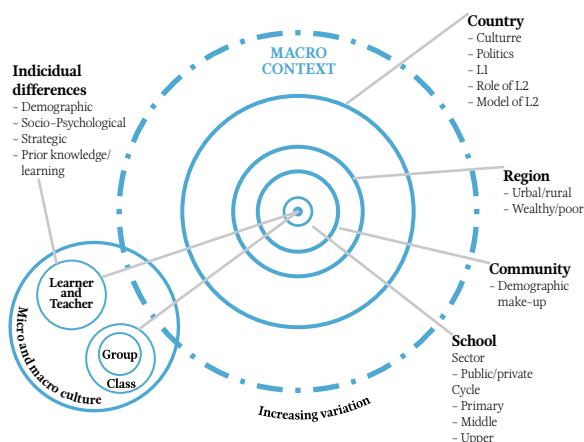 MACRO
CONTEXT
Country
- Culturre
- Politics
- L1
- Role of L2
- Model of L2
Indicidual
differences
- Demographic
- Socio-Psychological
- Strategic
- Prior knowledge/
learning
Region
- Urbal/rural
- Wealthy/poor
Community
- Demographic
make-up
School
Sector
- Public/private
Cycle
- Primary
- Middle
- Upper
Learner
and
Teacher
Group
Class
Micro and macro culture
Increasing variation